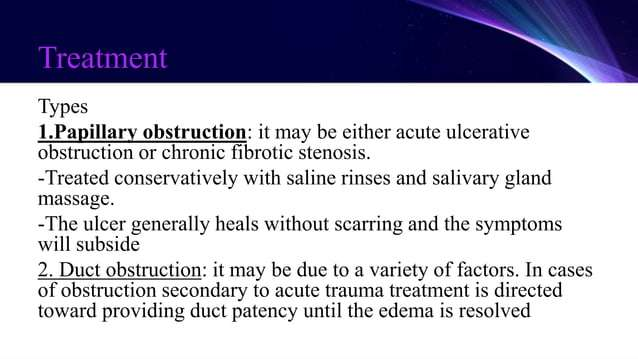 Treatment
Types
1.Papillary obstruction: it may be either acute ulcerative
obstruction or chronic fibrotic stenosis.
-Treated conservatively with saline rinses and salivary gland
massage.
-The ulcer generally heals without scarring and the symptoms
will subside
2. Duct obstruction: it may be due to a variety of factors. In cases
of obstruction secondary to acute trauma treatment is directed
toward providing duct patency until the edema is resolved